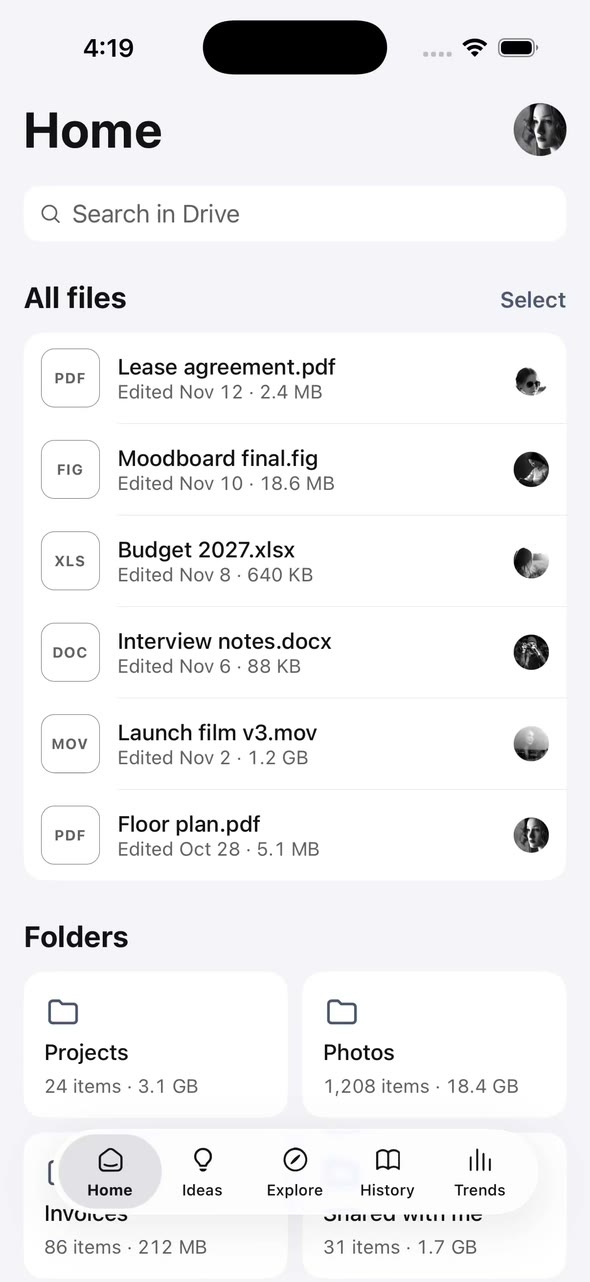 4:19
Home
Search in Drive
All files
Select
PDF
Lease agreement.pdf
Edited Nov 12 · 2.4 MB
FIG
Moodboard final.fig
Edited Nov 10 · 18.6 MB
XLS
Budget 2027.xlsx
Edited Nov 8 · 640 KB
DOC
Interview notes.docx
Edited Nov 6 · 88 KB
MOV
Launch film v3.mov
Edited Nov 2 · 1.2 GB
PDF
Floor plan.pdf
Edited Oct 28 · 5.1 MB
Folders
Projects
24 items · 3.1 GB
Photos
1,208 items · 18.4 GB
Home
Ideas
Explore
History
Trends
Invoices
86 items · 212 MB
Shared with me
31 items · 1.7 GB